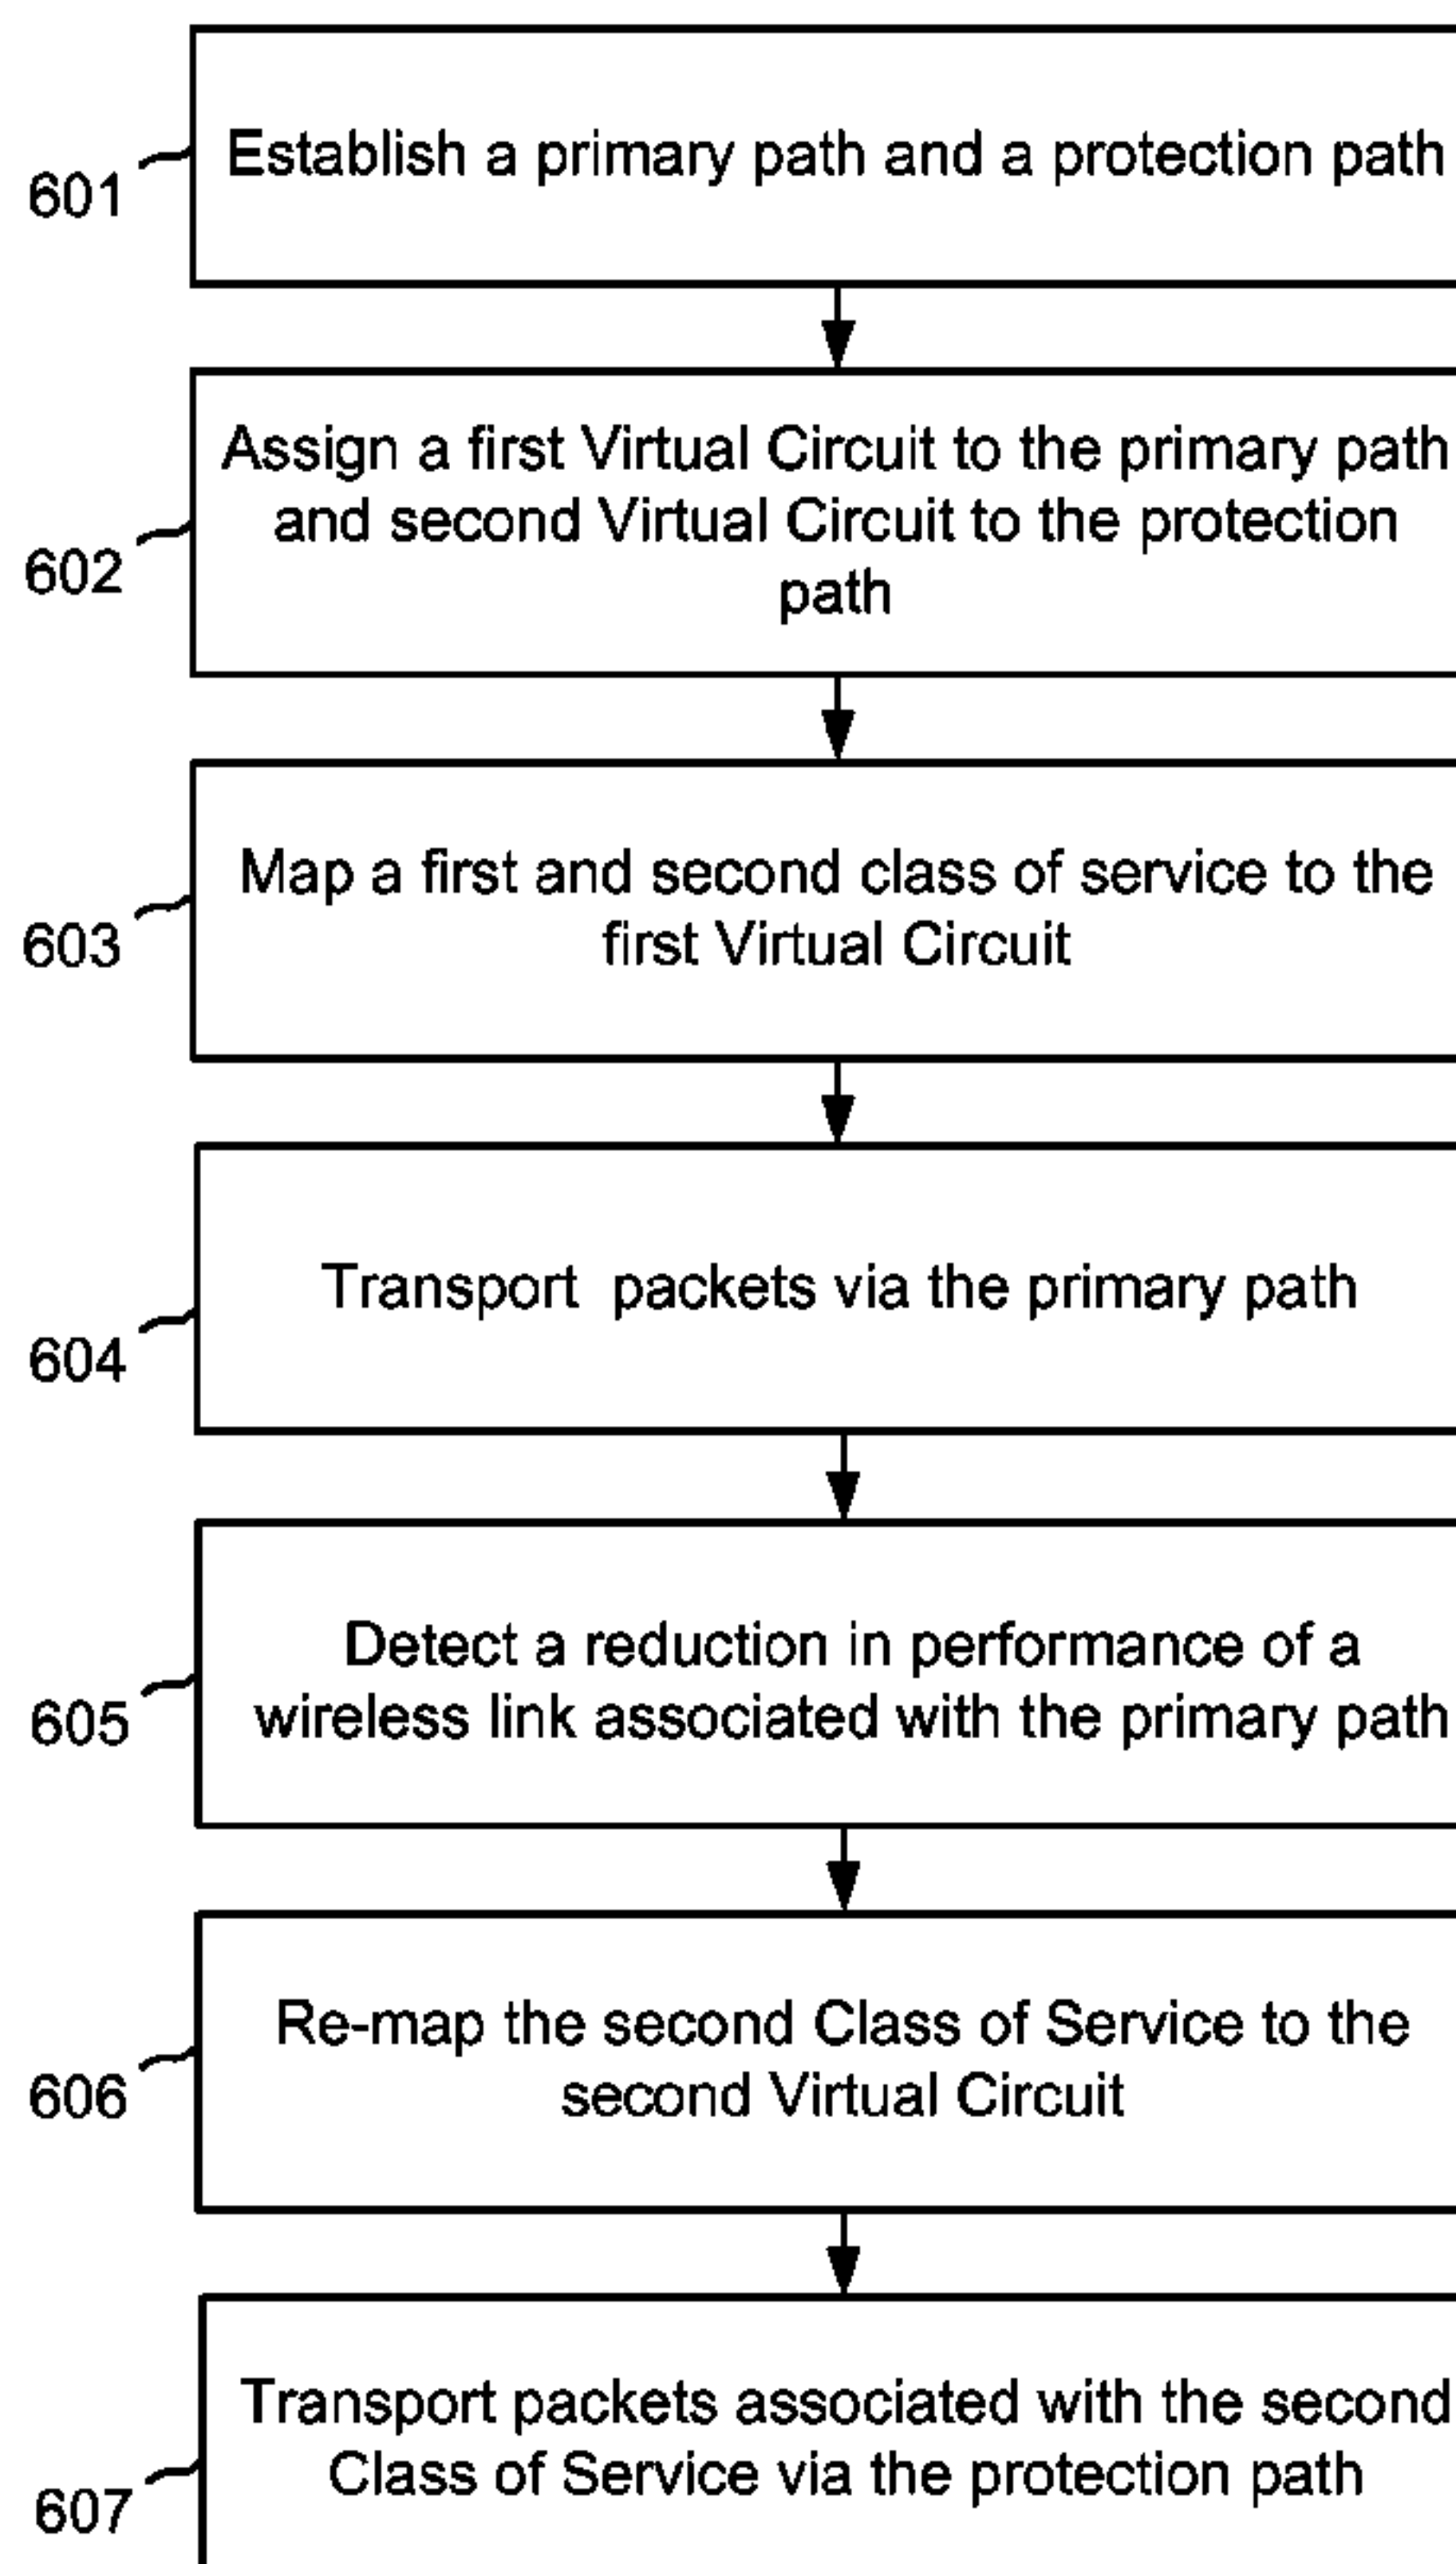 Establish a primary path and a protection path
601
Assign a first Virtual Circuit to the primary path
and second Virtual Circuit to the protection
path
602
Map a first and second class of service to the
first Virtual Circuit
603
Transport packets via the primary path
604
Detect a reduction in performance of a
wireless link associated with the primary path
605
Re-map the second Class of Service to the
second Virtual Circuit
606
Transport packets associated with the second
Class of Service via the protection path
607